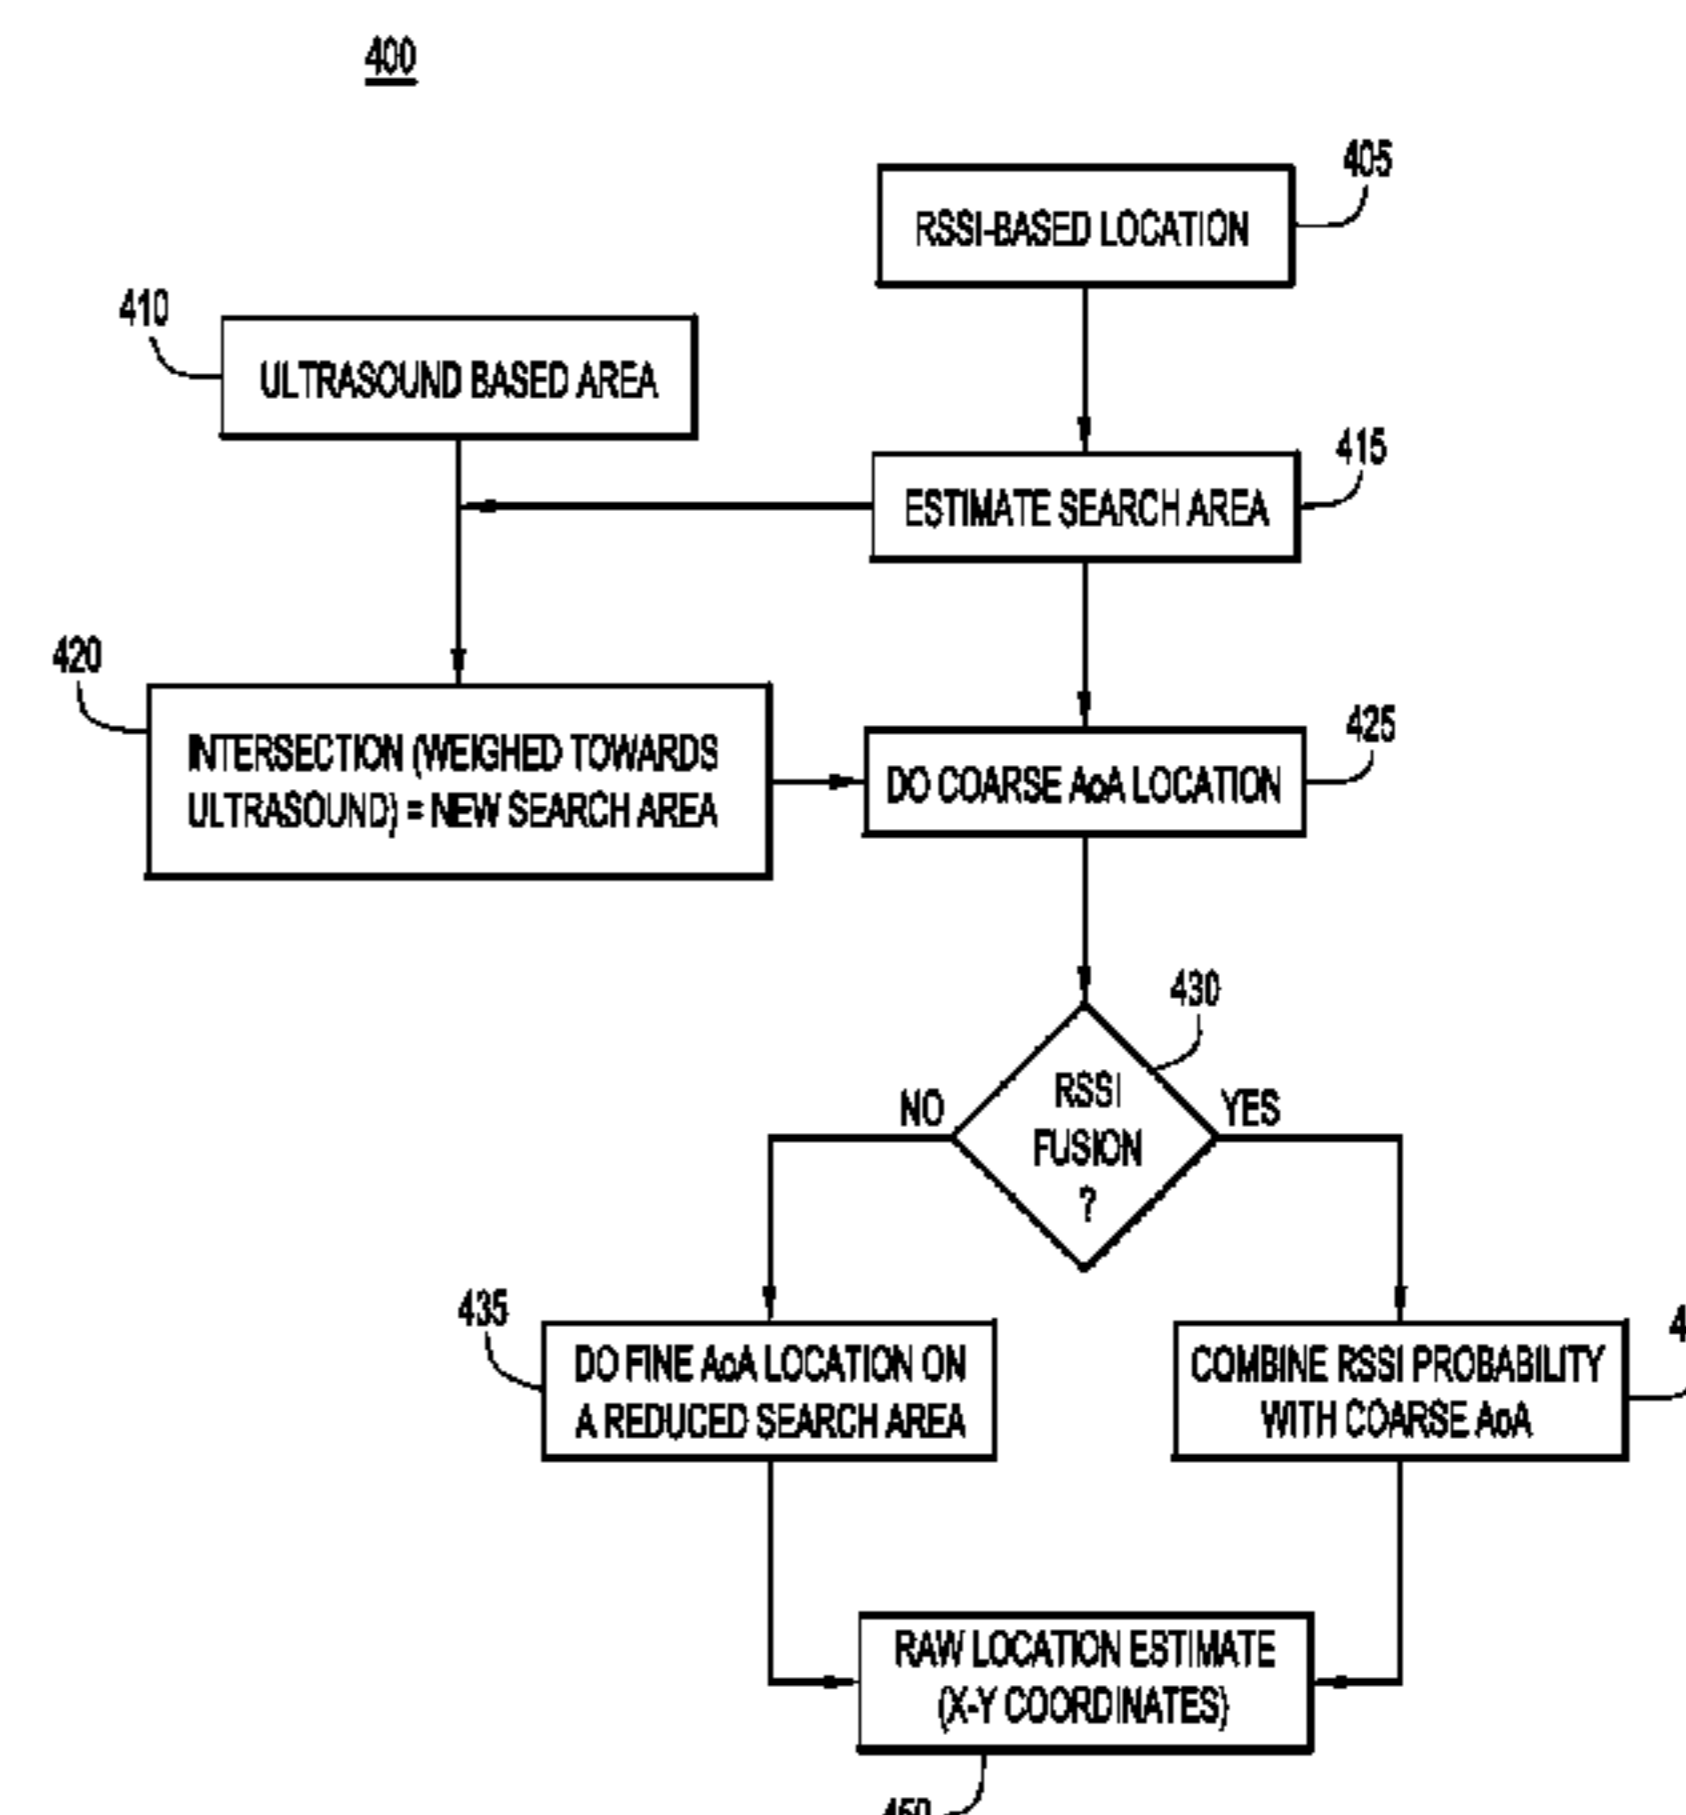 400
405
RSSI-BASED LOCATION
410
ULTRASOUND BASED AREA
415
ESTIMATE SEARCH AREA
420
INTERSECTION (WEIGHED TOWARDS
ULTRASOUND) = NEW SEARCH AREA
425
DO COARSE AoA LOCATION
430
RSSI
FUSION
?
NO
YES
435
DO FINE AoA LOCATION ON
A REDUCED SEARCH AREA
COMBINE RSSI PROBABILITY
WITH COARSE AoA
RAW LOCATION ESTIMATE
(X-Y COORDINATES)